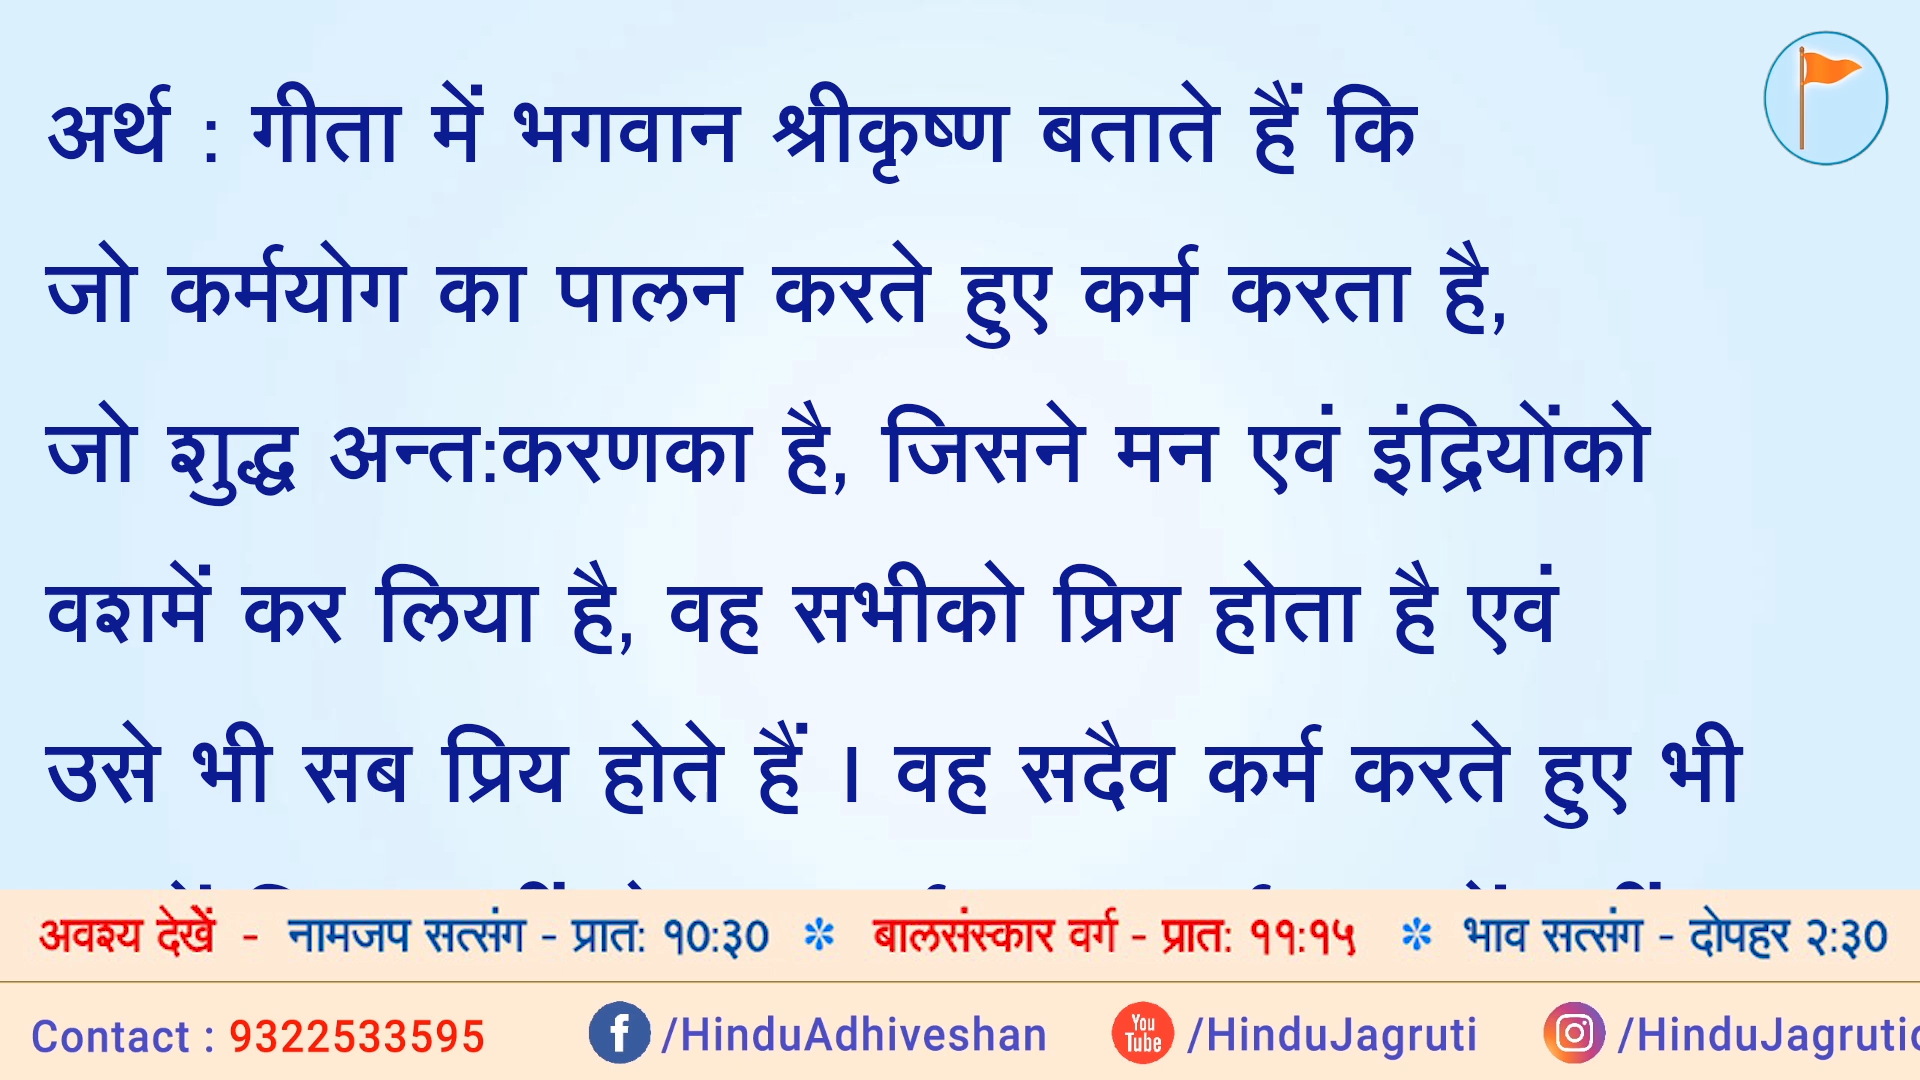 अर्थ : गीता में भगवान श्रीकृष्ण बताते हैं कि
जो कर्मयोग का पालन करते हुए कर्म करता है,
जो शुद्ध अन्त:करणका है, जिसने मन एवं इंद्रियोंको
वशमें कर लिया है, वह सभीको प्रिय होता है एवं
उसे भी सब प्रिय होते हैं । वह सदैव कर्म करते हुए भी
अवश्य देखें - नामजप सत्संग - प्रात: १०:३० * बालसंस्कार वर्ग - प्रात: ११:१५ * भाव सत्संग - दोपहर २:३०
Contact : 9322533595 /HinduAdhiveshan You Tube /HinduJagruti /HinduJagrutic